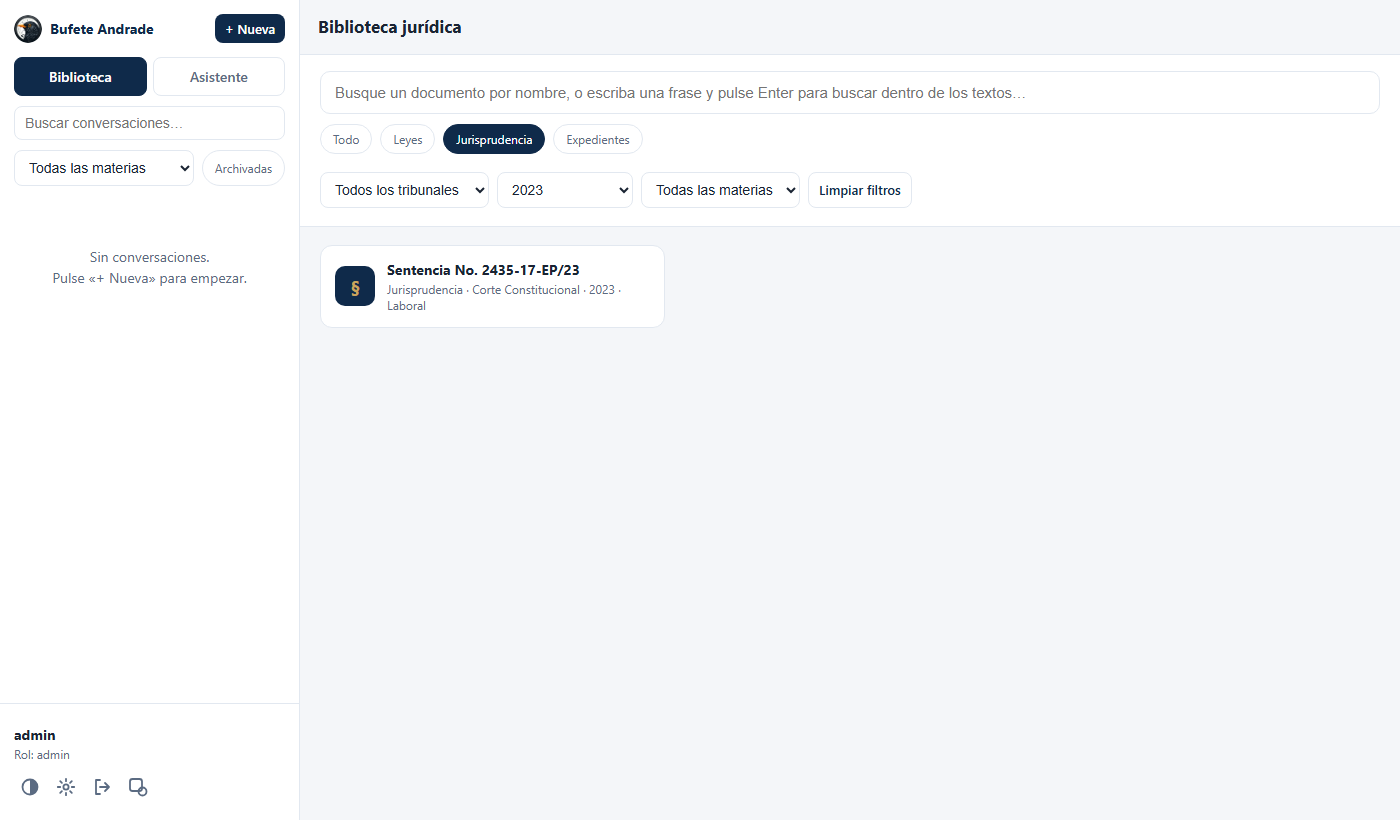 Bufete Andrade
+ Nueva
Biblioteca
Asistente
Buscar conversaciones…
Todas las materias
Archivadas
Sin conversaciones.
Pulse «+ Nueva» para empezar.
admin
Rol: admin
Biblioteca jurídica
Busque un documento por nombre, o escriba una frase y pulse Enter para buscar dentro de los textos…
Todo
Leyes
Jurisprudencia
Expedientes
Todos los tribunales
2023
Todas las materias
Limpiar filtros
§
Sentencia No. 2435-17-EP/23
Jurisprudencia · Corte Constitucional · 2023 ·
Laboral